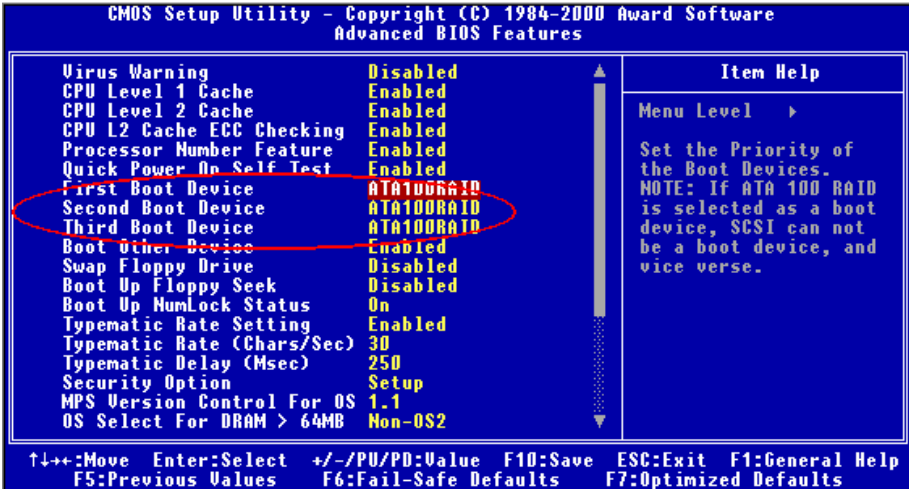 CMOS Setup Utility - Copyright (C) 1984-2000 Award Software
Advanced BIOS Features
Virus Warning Disabled
CPU Level 1 Cache Enabled
CPU Level 2 Cache Enabled
CPU L2 Cache ECC Checking Enabled
Processor Number Feature Enabled
Quick Power On Self Test Enabled
First Boot Device ATA100RAID
Second Boot Device ATA100RAID
Third Boot Device ATA100RAID
Boot Other Device Enabled
Swap Floppy Drive Disabled
Boot Up Floppy Seek Disabled
Boot Up NumLock Status On
Typematic Rate Setting Enabled
Typematic Rate (Chars/Sec) 30
Typematic Delay (Msec) 250
Security Option Setup
MPS Version Control For OS 1.1
OS Select For DRAM > 64MB Non-OS2
Item Help
Menu Level ▸
Set the Priority of
the Boot Devices.
NOTE: If ATA 100 RAID
is selected as a boot
device, SCSI can not
be a boot device, and
vice verse.
↑↓→←:Move Enter:Select +/-/PU/PD:Value F10:Save ESC:Exit F1:General Help
F5:Previous Values F6:Fail-Safe Defaults F7:Optimized Defaults